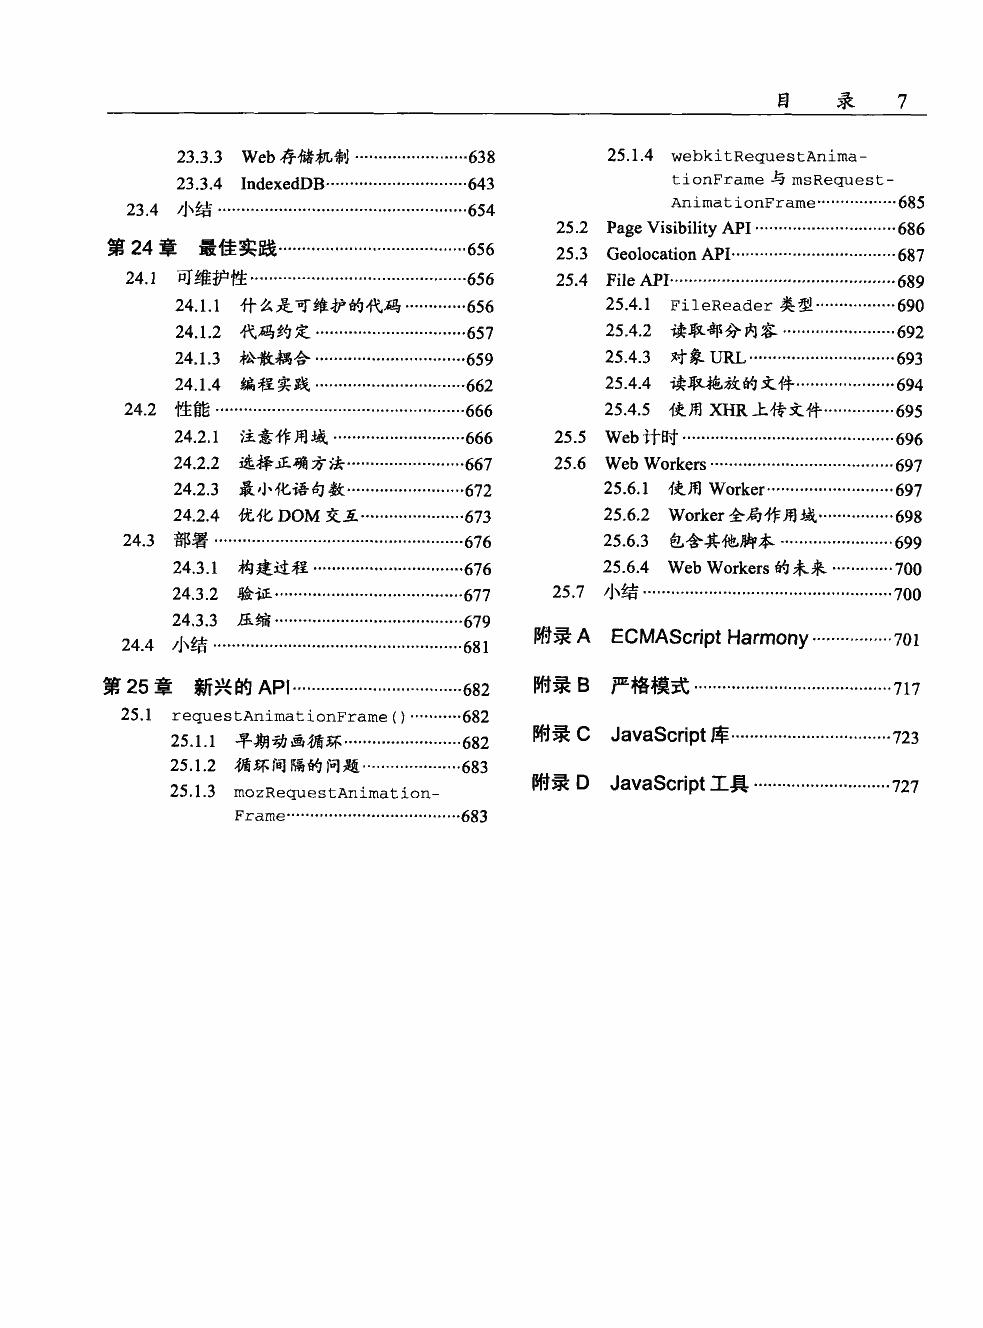 目 录 7
23.3.3 Web 存储机制 ……………………638
23.3.4 IndexedDB…………………………643
23.4 小结 ………………………………………………654
第 24 章 最佳实践……………………………………656
24.1 可维护性…………………………………………656
24.1.1 什么是可维护的代码 …………656
24.1.2 代码约定 …………………………657
24.1.3 松散耦合 …………………………659
24.1.4 编程实践 …………………………662
24.2 性能 ………………………………………………666
24.2.1 注意作用域 ………………………666
24.2.2 选择正确方法……………………667
24.2.3 最小化语句数……………………672
24.2.4 优化 DOM 交互…………………673
24.3 部署 ………………………………………………676
24.3.1 构建过程 …………………………676
24.3.2 验证…………………………………677
24.3.3 压缩…………………………………679
24.4 小结 ………………………………………………681
第 25 章 新兴的 API………………………………682
25.1 requestAnimationFrame()…………682
25.1.1 早期动画循环……………………682
25.1.2 循环间隔的问题…………………683
25.1.3 mozRequestAnimation-
Frame………………………………683
25.1.4 webkitRequestAnima-
tionFrame 与 msRequest-
AnimationFrame……………685
25.2 Page Visibility API …………………………686
25.3 Geolocation API……………………………687
25.4 File API…………………………………………689
25.4.1 FileReader 类型……………690
25.4.2 读取部分内容 ……………………692
25.4.3 对象 URL…………………………693
25.4.4 读取拖放的文件…………………694
25.4.5 使用 XHR 上传文件……………695
25.5 Web 计时 ………………………………………696
25.6 Web Workers …………………………………697
25.6.1 使用 Worker………………………697
25.6.2 Worker 全局作用域……………698
25.6.3 包含其他脚本 ……………………699
25.6.4 Web Workers 的未来 …………700
25.7 小结 ………………………………………………700
附录 A ECMAScript Harmony ……………701
附录 B 严格模式 ……………………………………717
附录 C JavaScript 库……………………………723
附录 D JavaScript 工具 …………………………727